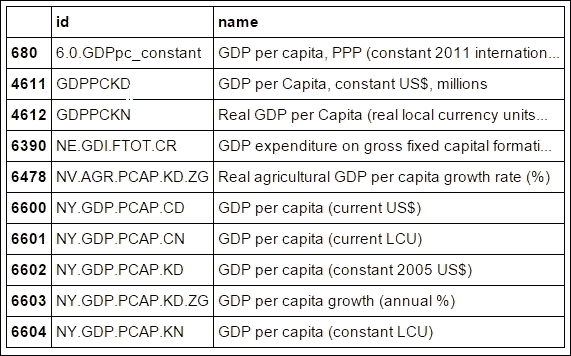 id name
680 6.0.GDPpc_constant GDP per capita, PPP (constant 2011 internation...
4611 GDPPCKD GDP per Capita, constant US$, millions
4612 GDPPCKN Real GDP per Capita (real local currency units...
6390 NE.GDI.FTOT.CR GDP expenditure on gross fixed capital formati...
6478 NV.AGR.PCAP.KD.ZG Real agricultural GDP per capita growth rate (%)
6600 NY.GDP.PCAP.CD GDP per capita (current US$)
6601 NY.GDP.PCAP.CN GDP per capita (current LCU)
6602 NY.GDP.PCAP.KD GDP per capita (constant 2005 US$)
6603 NY.GDP.PCAP.KD.ZG GDP per capita growth (annual %)
6604 NY.GDP.PCAP.KN GDP per capita (constant LCU)